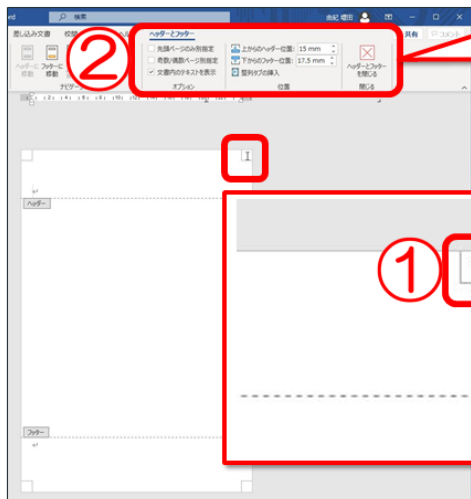 ord 検索 由紀 増田
差し込み文書 校閲 ヘッダーとフッター 共有 コメント
②
先頭ページのみ別指定 上からのヘッダー位置: 15 mm
奇数/偶数ページ別指定 下からのフッター位置: 17.5 mm
文書内のテキストを表示 整列タブの挿入
ヘッダーに移動 フッターに移動 ヘッダーとフッターを閉じる
オプション 位置 閉じる
ヘッダー
①
フッター